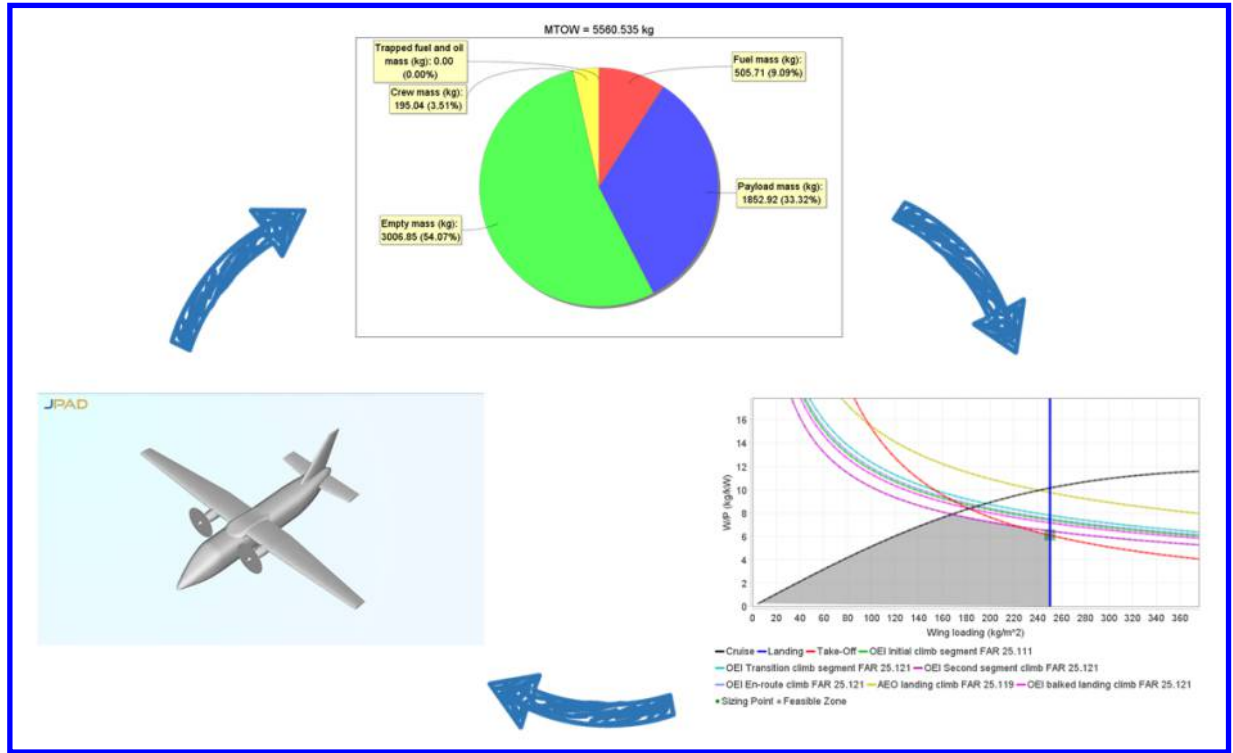 MTOW = 5560.535 kg
Trapped fuel and oil
mass (kg): 0.00
(0.00%)
Fuel mass (kg):
505.71 (9.09%)
Crew mass (kg):
195.04 (3.51%)
Payload mass (kg):
1852.92 (33.32%)
Empty mass (kg):
3006.85 (54.07%)
JPAD
W/P (kg/kW)
16
14
12
10
8
6
4
2
0
0 20 40 60 80 100 120 140 160 180 200 220 240 260 280 300 320 340 360
Wing loading (kg/m^2)
Cruise Landing Take-Off OEI Initial climb segment FAR 25.111
OEI Transition climb segment FAR 25.121 OEI Second segment climb FAR 25.121
OEI En-route climb FAR 25.121 AEO landing climb FAR 25.119 OEI balked landing climb FAR 25.121
Sizing Point + Feasible Zone